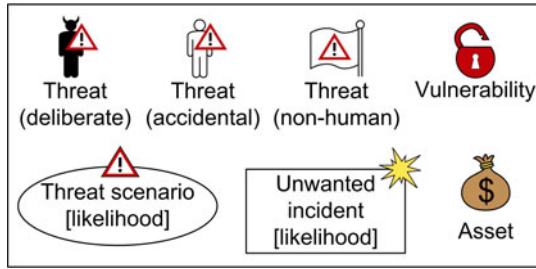 Threat
(deliberate)
Threat
(accidental)
Threat
(non-human)
Vulnerability
Threat scenario
[likelihood]
Unwanted
incident
[likelihood]
$
Asset